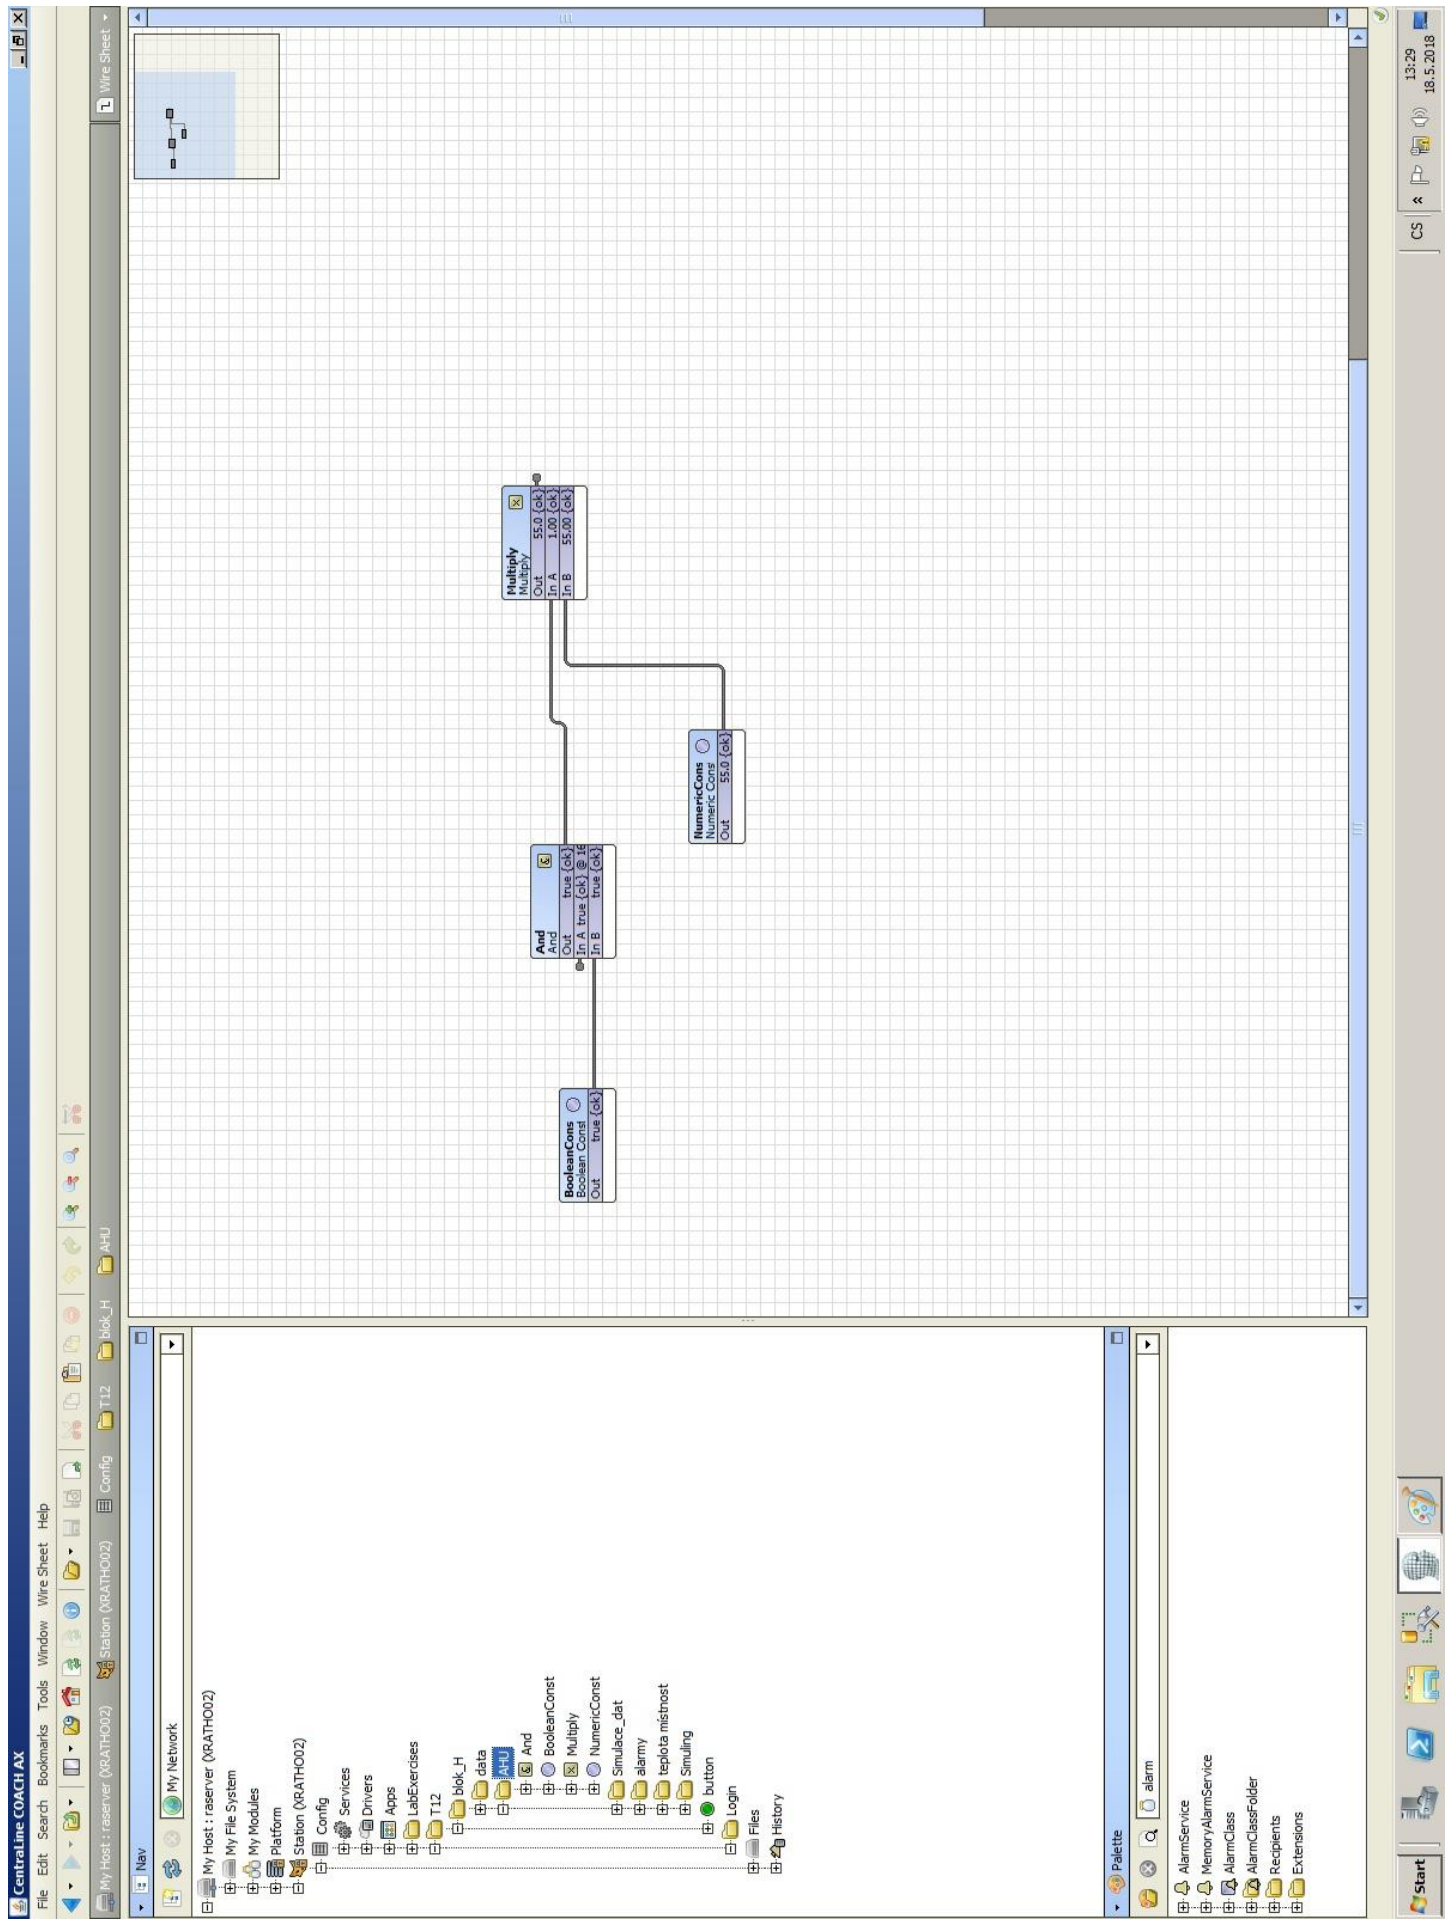 CentraLine COACH AX
File Edit Search Bookmarks Tools Window Wire Sheet Help
My Host : raserver (XRATHO02) Station (XRATHO02) Config T12 blok_H AHU Wire Sheet
Nav
My Network
My Host : raserver (XRATHO02)
My File System
My Modules
Platform
Station (XRATHO02)
Config
Services
Drivers
Apps
LabExercises
T12
blok_H
data
AHU
And
BooleanConst
Multiply
NumericConst
Simulace_dat
alarmy
teplota mistnost
Simuling
button
Login
Files
History
Palette
alarm
AlarmService
MemoryAlarmService
AlarmClass
AlarmClassFolder
Recipients
Extensions
BooleanCons
Boolean Const
Out true {ok}
And
And
Out true {ok}
In A true {ok} @ 16
In B true {ok}
NumericCons
Numeric Cons
Out 55.0 {ok}
Multiply
Multiply
Out 55.0 {ok}
In A 1.00 {ok}
In B 55.00 {ok}
Start
CS
«
13:29
18.5.2018